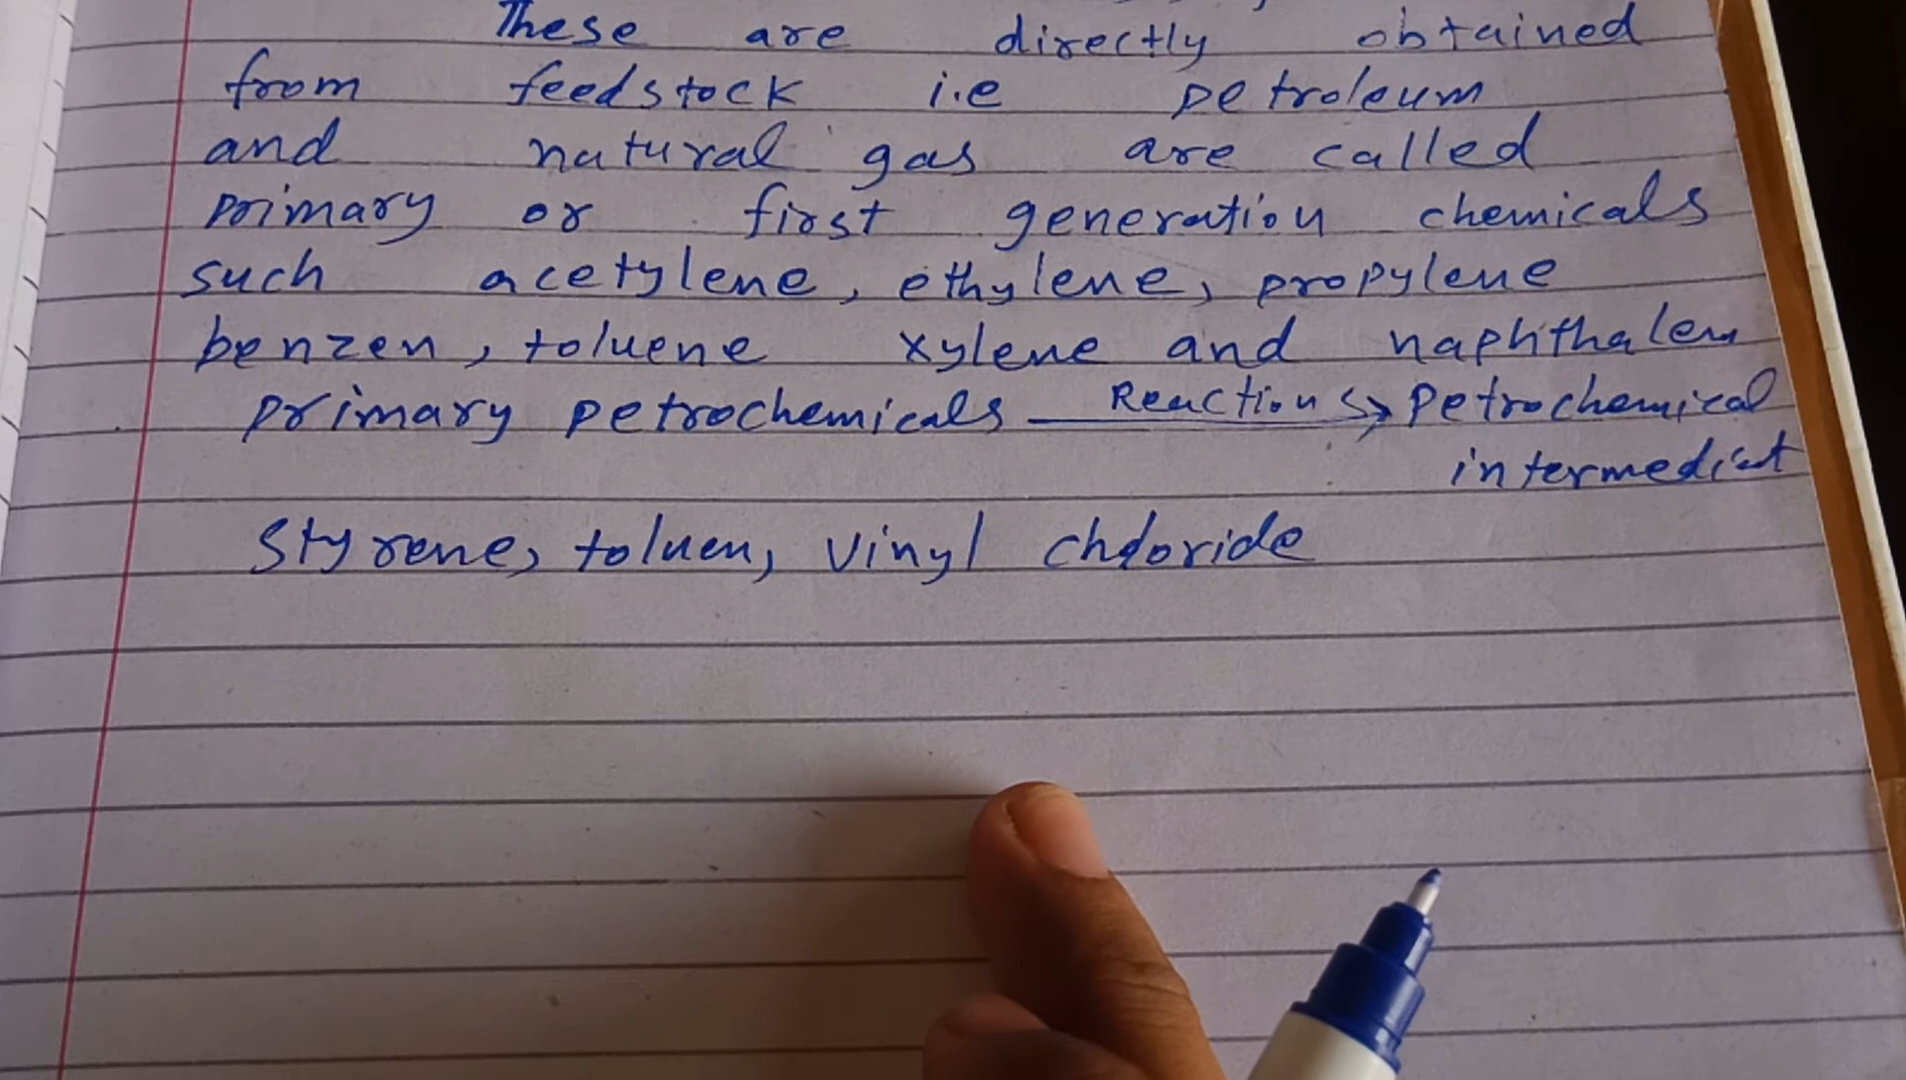 These are directly obtained
from feedstock i.e petroleum
and natural gas are called
primary or first generation chemicals
such acetylene, ethylene, propylene
benzen, toluene xylene and naphthalen
primary petrochemicals Reactions→ Petrochemical
intermediat
Styrene, toluen, vinyl chloride